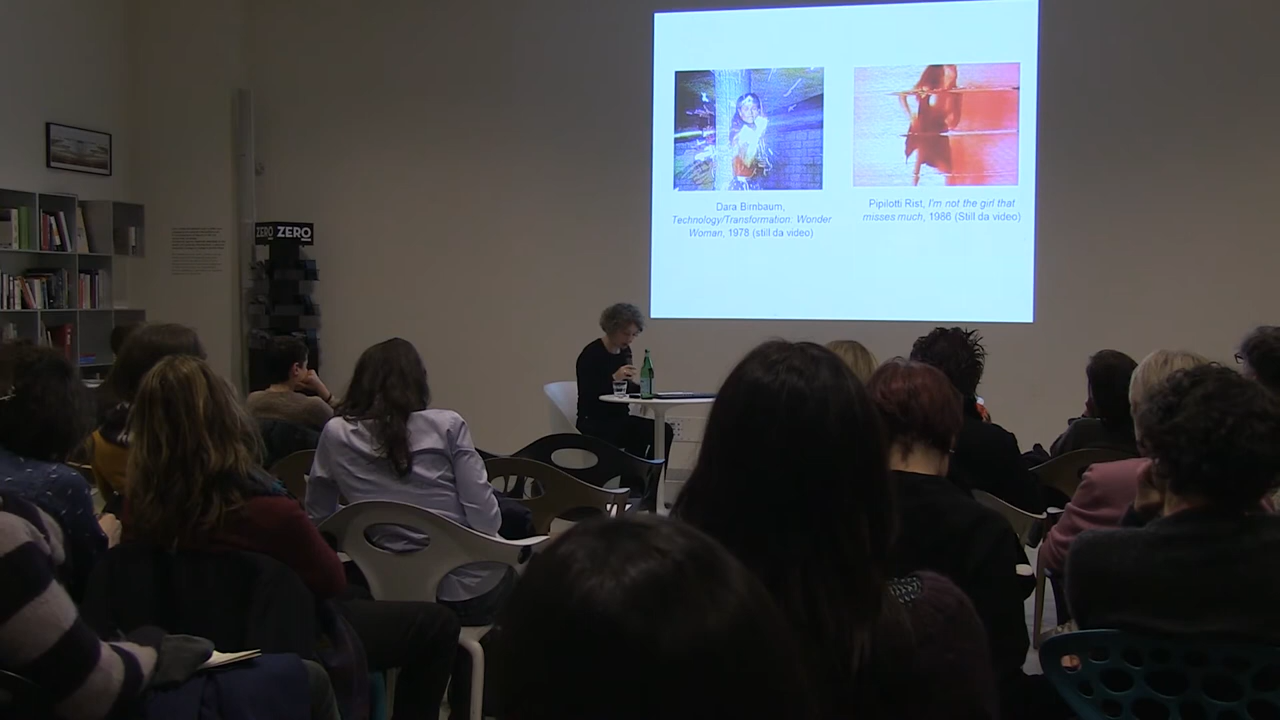 Dara Birnbaum,
Technology/Transformation: Wonder
Woman, 1978 (still da video)
Pipilotti Rist, I'm not the girl that
misses much, 1986 (Still da video)
ZERO ZERO